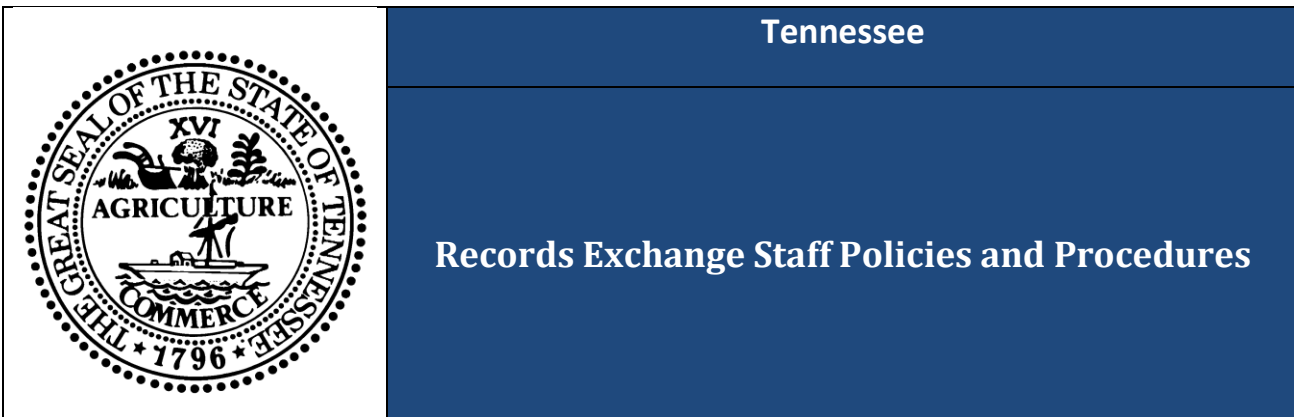 THE GREAT SEAL OF THE STATE OF TENNESSEE
XVI
AGRICULTURE
COMMERCE
★ 1796 ★
Tennessee
Records Exchange Staff Policies and Procedures